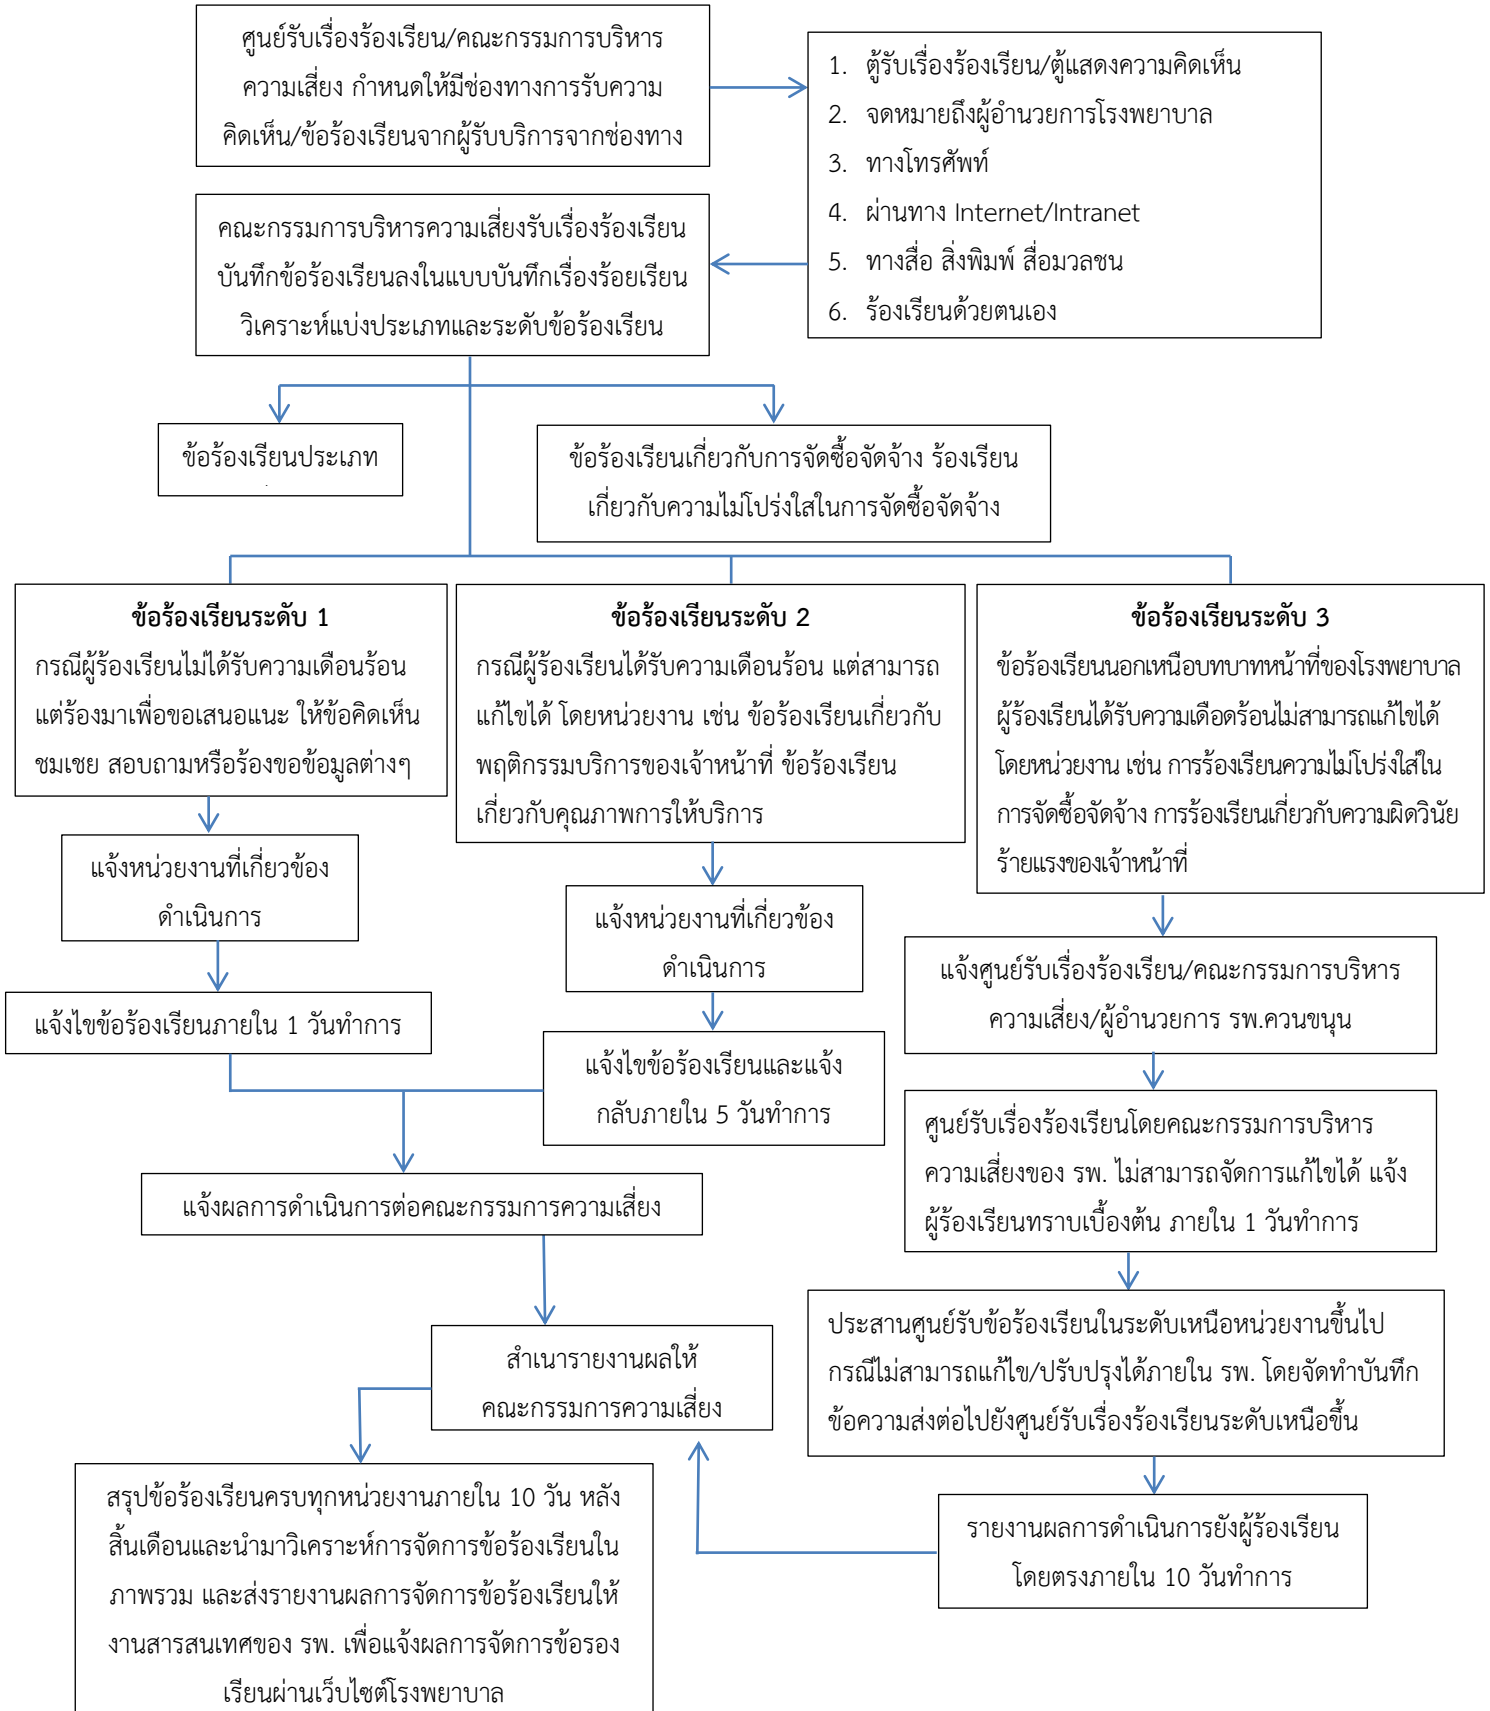 ศูนย์รับเรื่องร้องเรียน/คณะกรรมการบริหาร
ความเสี่ยง กำหนดให้มีช่องทางการรับความ
คิดเห็น/ข้อร้องเรียนจากผู้รับบริการจากช่องทาง
1. ตู้รับเรื่องร้องเรียน/ตู้แสดงความคิดเห็น
2. จดหมายถึงผู้อำนวยการโรงพยาบาล
3. ทางโทรศัพท์
4. ผ่านทาง Internet/Intranet
5. ทางสื่อ สิ่งพิมพ์ สื่อมวลชน
6. ร้องเรียนด้วยตนเอง
คณะกรรมการบริหารความเสี่ยงรับเรื่องร้องเรียน
บันทึกข้อร้องเรียนลงในแบบบันทึกเรื่องร้อยเรียน
วิเคราะห์แบ่งประเภทและระดับข้อร้องเรียน
ข้อร้องเรียนประเภท
ข้อร้องเรียนเกี่ยวกับการจัดซื้อจัดจ้าง ร้องเรียน
เกี่ยวกับความไม่โปร่งใสในการจัดซื้อจัดจ้าง
ข้อร้องเรียนระดับ 1
กรณีผู้ร้องเรียนไม่ได้รับความเดือนร้อน
แต่ร้องมาเพื่อขอเสนอแนะ ให้ข้อคิดเห็น
ชมเชย สอบถามหรือร้องขอข้อมูลต่างๆ
ข้อร้องเรียนระดับ 2
กรณีผู้ร้องเรียนได้รับความเดือนร้อน แต่สามารถ
แก้ไขได้ โดยหน่วยงาน เช่น ข้อร้องเรียนเกี่ยวกับ
พฤติกรรมบริการของเจ้าหน้าที่ ข้อร้องเรียน
เกี่ยวกับคุณภาพการให้บริการ
ข้อร้องเรียนระดับ 3
ข้อร้องเรียนนอกเหนือบทบาทหน้าที่ของโรงพยาบาล
ผู้ร้องเรียนได้รับความเดือดร้อนไม่สามารถแก้ไขได้
โดยหน่วยงาน เช่น การร้องเรียนความไม่โปร่งใส่ใน
การจัดซื้อจัดจ้าง การร้องเรียนเกี่ยวกับความผิดวินัย
ร้ายแรงของเจ้าหน้าที่
แจ้งหน่วยงานที่เกี่ยวข้อง
ดำเนินการ
แจ้งหน่วยงานที่เกี่ยวข้อง
ดำเนินการ
แจ้งศูนย์รับเรื่องร้องเรียน/คณะกรรมการบริหาร
ความเสี่ยง/ผู้อำนวยการ รพ.ควนขนุน
แจ้งไขข้อร้องเรียนภายใน 1 วันทำการ
แจ้งไขข้อร้องเรียนและแจ้ง
กลับภายใน 5 วันทำการ
ศูนย์รับเรื่องร้องเรียนโดยคณะกรรมการบริหาร
ความเสี่ยงของ รพ. ไม่สามารถจัดการแก้ไขได้ แจ้ง
ผู้ร้องเรียนทราบเบื้องต้น ภายใน 1 วันทำการ
แจ้งผลการดำเนินการต่อคณะกรรมการความเสี่ยง
ประสานศูนย์รับข้อร้องเรียนในระดับเหนือหน่วยงานขึ้นไป
กรณีไม่สามารถแก้ไข/ปรับปรุงได้ภายใน รพ. โดยจัดทำบันทึก
ข้อความส่งต่อไปยังศูนย์รับเรื่องร้องเรียนระดับเหนือขึ้น
สำเนารายงานผลให้
คณะกรรมการความเสี่ยง
สรุปข้อร้องเรียนครบทุกหน่วยงานภายใน 10 วัน หลัง
สิ้นเดือนและนำมาวิเคราะห์การจัดการข้อร้องเรียนใน
ภาพรวม และส่งรายงานผลการจัดการข้อร้องเรียนให้
งานสารสนเทศของ รพ. เพื่อแจ้งผลการจัดการข้อรอง
เรียนผ่านเว็บไซต์โรงพยาบาล
รายงานผลการดำเนินการยังผู้ร้องเรียน
โดยตรงภายใน 10 วันทำการ